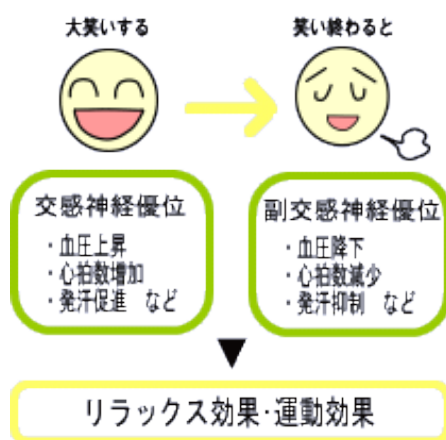 大笑いする
笑い終わると
交感神経優位
・血圧上昇
・心拍数増加
・発汗促進 など
副交感神経優位
・血圧降下
・心拍数減少
・発汗抑制 など
リラックス効果・運動効果